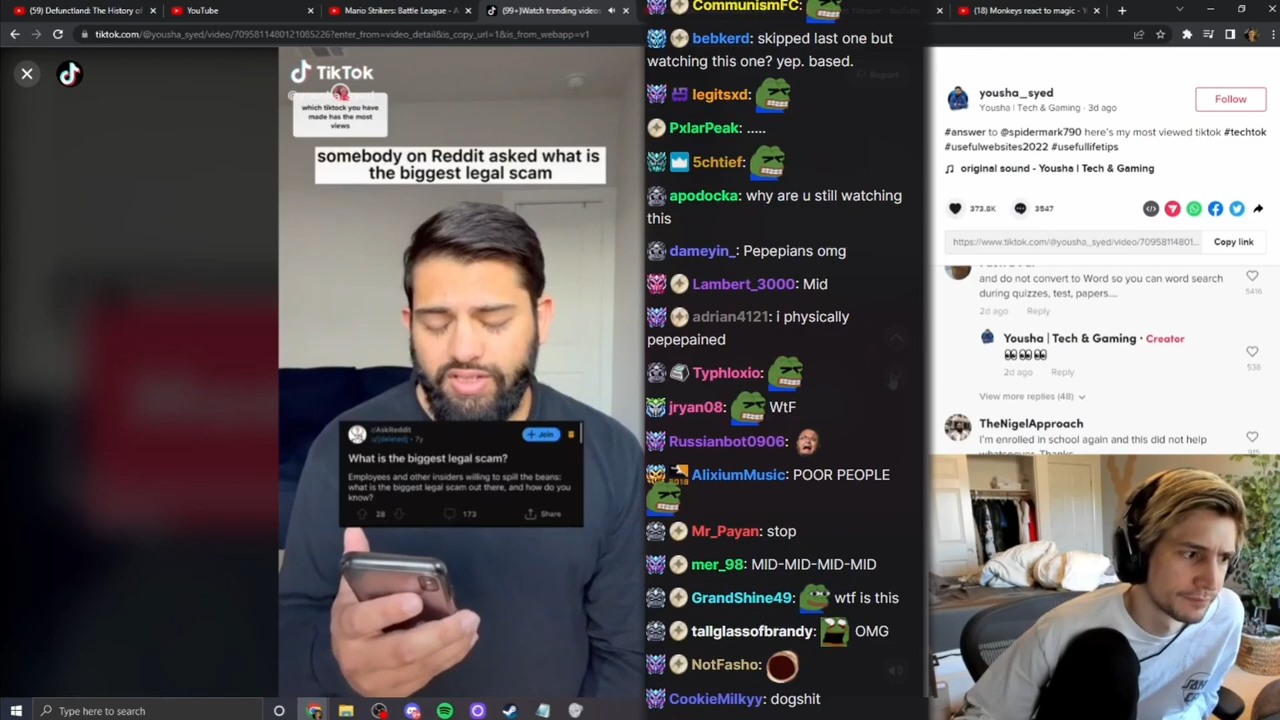 (59) Defunctland: The History of
YouTube
Mario Strikers: Battle League - A
(99+)Watch trending videos
(18) Monkeys react to magic - Y
tiktok.com/@yousha_syed/video/7095811480121085226?enter_from=video_detail&is_copy_url=1&is_from_webapp=v1
TikTok
which tiktock you have
made has the most
views
somebody on Reddit asked what is
the biggest legal scam
r/AskReddit
u/[deleted] • 7y
Join
What is the biggest legal scam?
Employees and other insiders willing to spill the beans:
what is the biggest legal scam out there, and how do you
know?
28
173
Share
CommunismFC:
bebkerd: skipped last one but
watching this one? yep. based.
legitsxd:
PxlarPeak: .....
5chtief:
apodocka: why are u still watching
this
dameyin_: Pepepians omg
Lambert_3000: Mid
adrian4121: i physically
pepepained
Typhloxio:
jryan08: WtF
Russianbot0906:
AlixiumMusic: POOR PEOPLE
Mr_Payan: stop
mer_98: MID-MID-MID-MID
GrandShine49: wtf is this
tallglassofbrandy: OMG
NotFasho:
CookieMilkyy: dogshit
Report
yousha_syed
Yousha | Tech & Gaming · 3d ago
Follow
#answer to @spidermark790 here's my most viewed tiktok #techtok
#usefulwebsites2022 #usefullifetips
original sound - Yousha | Tech & Gaming
373.8K
3547
https://www.tiktok.com/@yousha_syed/video/70958114801...
Copy link
and do not convert to Word so you can word search
during quizzes, test, papers....
5416
2d ago
Reply
Yousha | Tech & Gaming · Creator
538
2d ago
Reply
View more replies (48)
TheNigelApproach
I'm enrolled in school again and this did not help
Type here to search